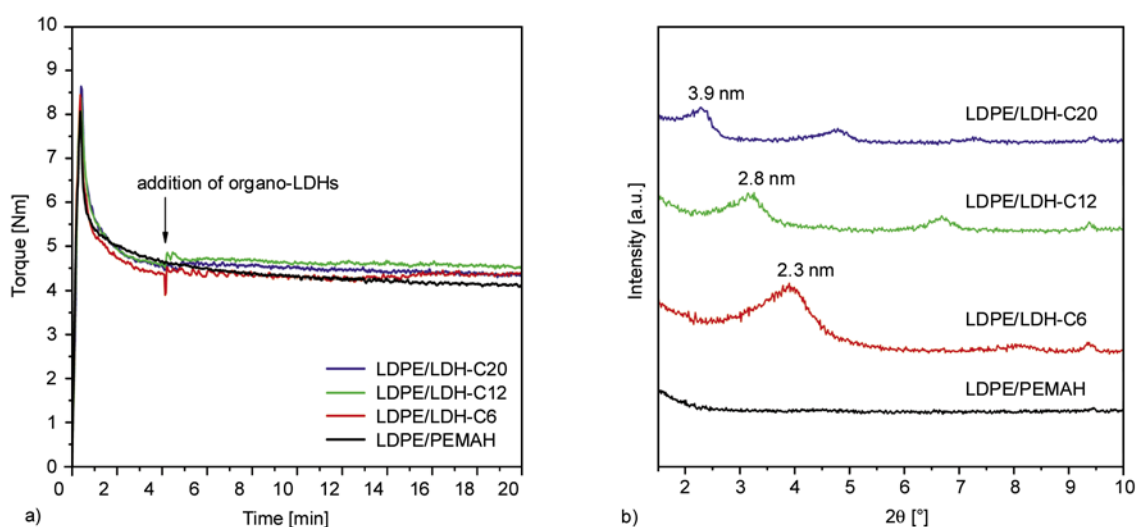 10
9
8
7
6
5
4
3
2
1
0
Torque [Nm]
addition of organo-LDHs
LDPE/LDH-C20
LDPE/LDH-C12
LDPE/LDH-C6
LDPE/PEMAH
0 2 4 6 8 10 12 14 16 18 20
Time [min]
a)
Intensity [a.u.]
3.9 nm
LDPE/LDH-C20
2.8 nm
LDPE/LDH-C12
2.3 nm
LDPE/LDH-C6
LDPE/PEMAH
2 3 4 5 6 7 8 9 10
2θ [°]
b)